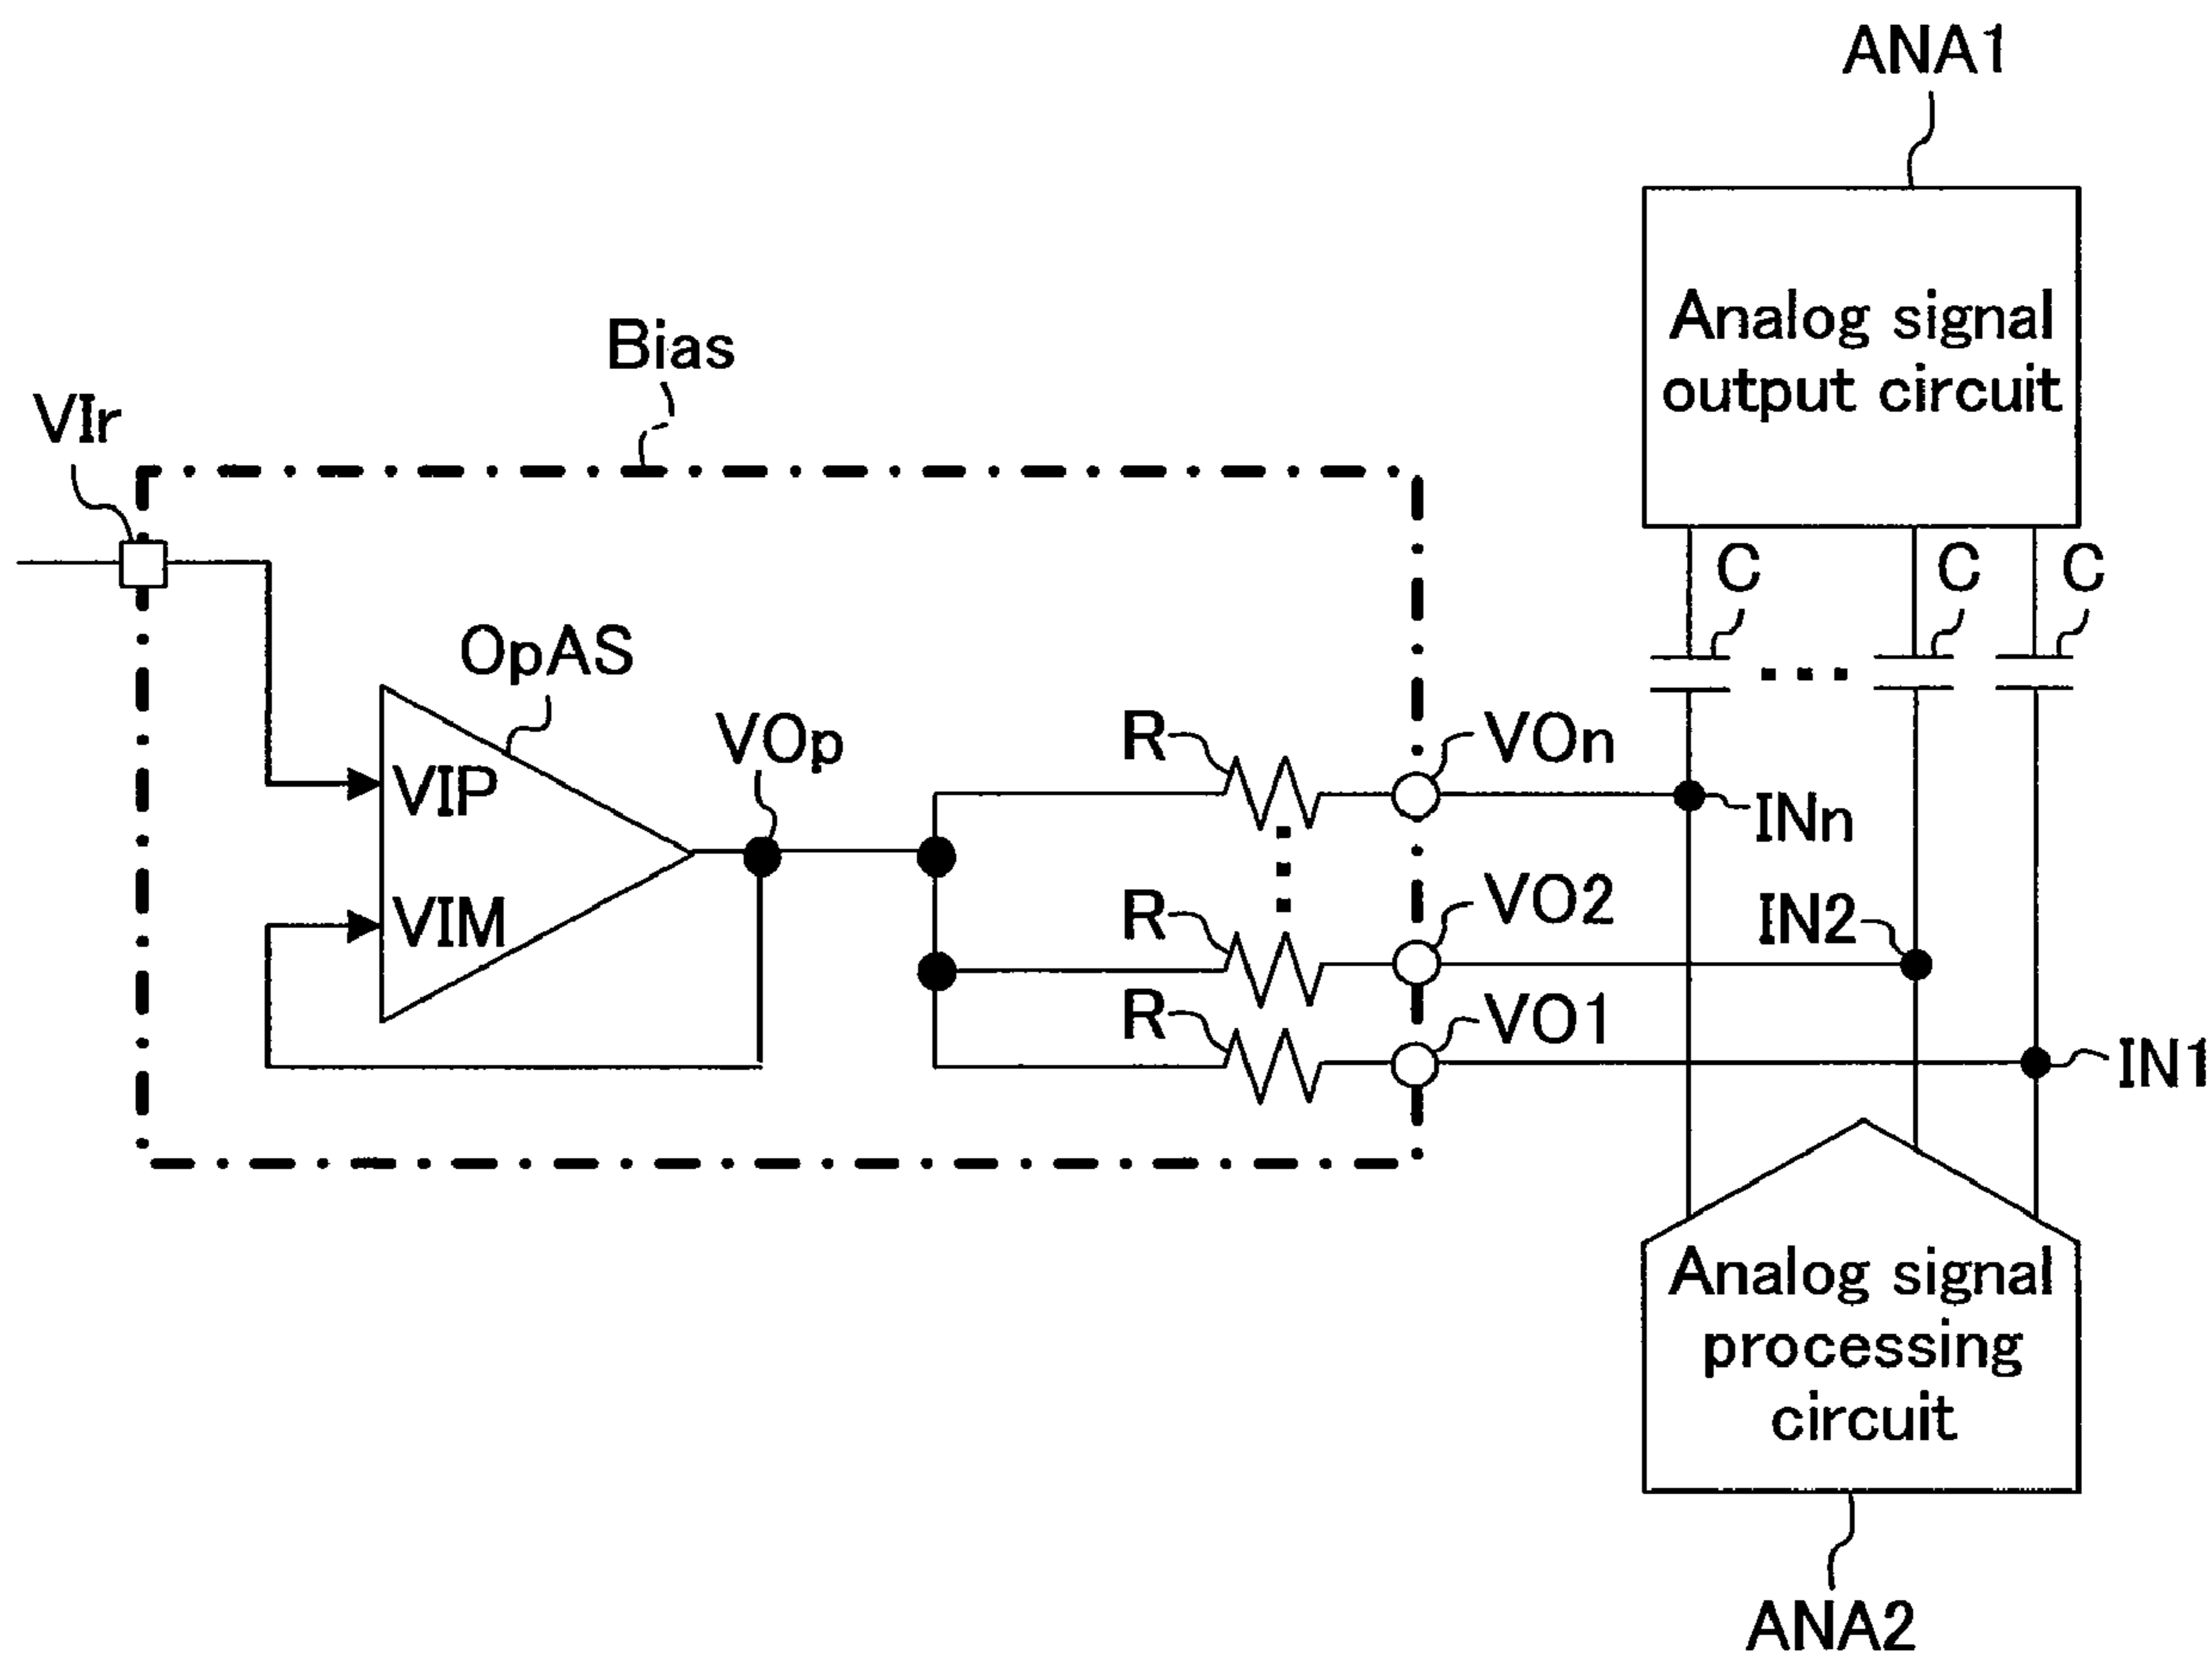 ANA1
Analog signal
output circuit
Bias
VIr
C
C
C
OpAS
VOp
R
VOn
VIP
INn
VIM
R
VO2
IN2
R
VO1
IN1
Analog signal
processing
circuit
ANA2